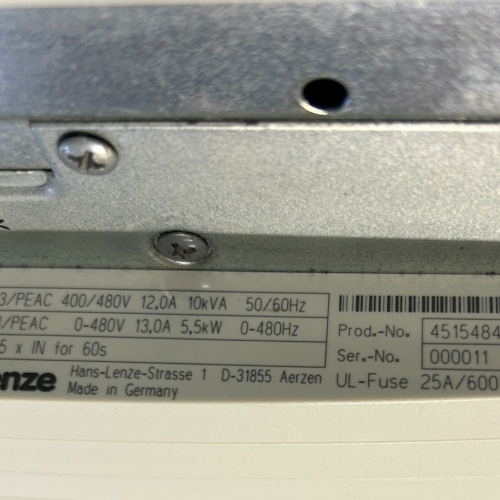 3/PEAC 400/480V 12,0A 10kVA 50/60Hz
3/PEAC 0-480V 13,0A 5,5kW 0-480Hz
5 x IN for 60s
enze Hans-Lenze-Strasse 1 D-31855 Aerzen
Made in Germany
Prod.-No. 4515484
Ser.-No. 000011
UL-Fuse 25A/600